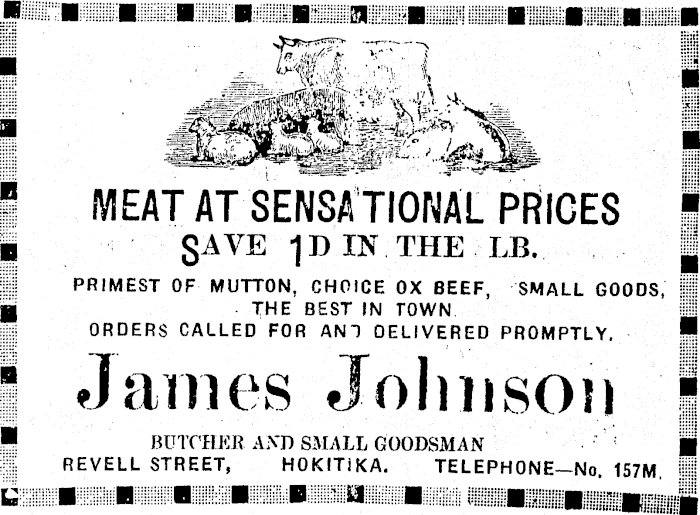 MEAT AT SENSATIONAL PRICES
SAVE 1D IN THE LB.
PRIMEST OF MUTTON, CHOICE OX BEEF, SMALL GOODS,
THE BEST IN TOWN.
ORDERS CALLED FOR AND DELIVERED PROMPTLY.
James Johnson
BUTCHER AND SMALL GOODSMAN
REVELL STREET, HOKITIKA. TELEPHONE—No. 157M.